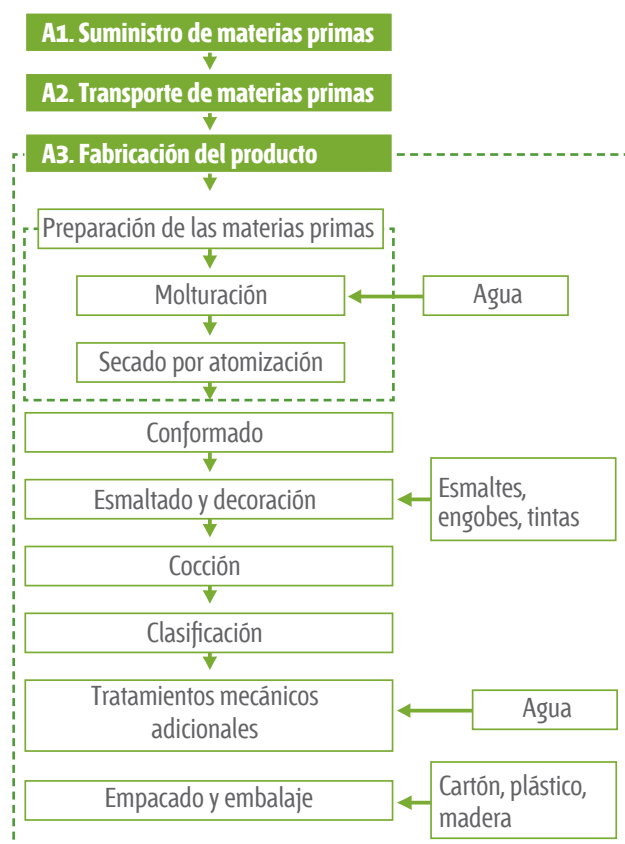 A1. Suministro de materias primas
A2. Transporte de materias primas
A3. Fabricación del producto
Preparación de las materias primas
Molturación
Agua
Secado por atomización
Conformado
Esmaltado y decoración
Esmaltes,
engobes, tintas
Cocción
Clasificación
Tratamientos mecánicos
adicionales
Agua
Empacado y embalaje
Cartón, plástico,
madera